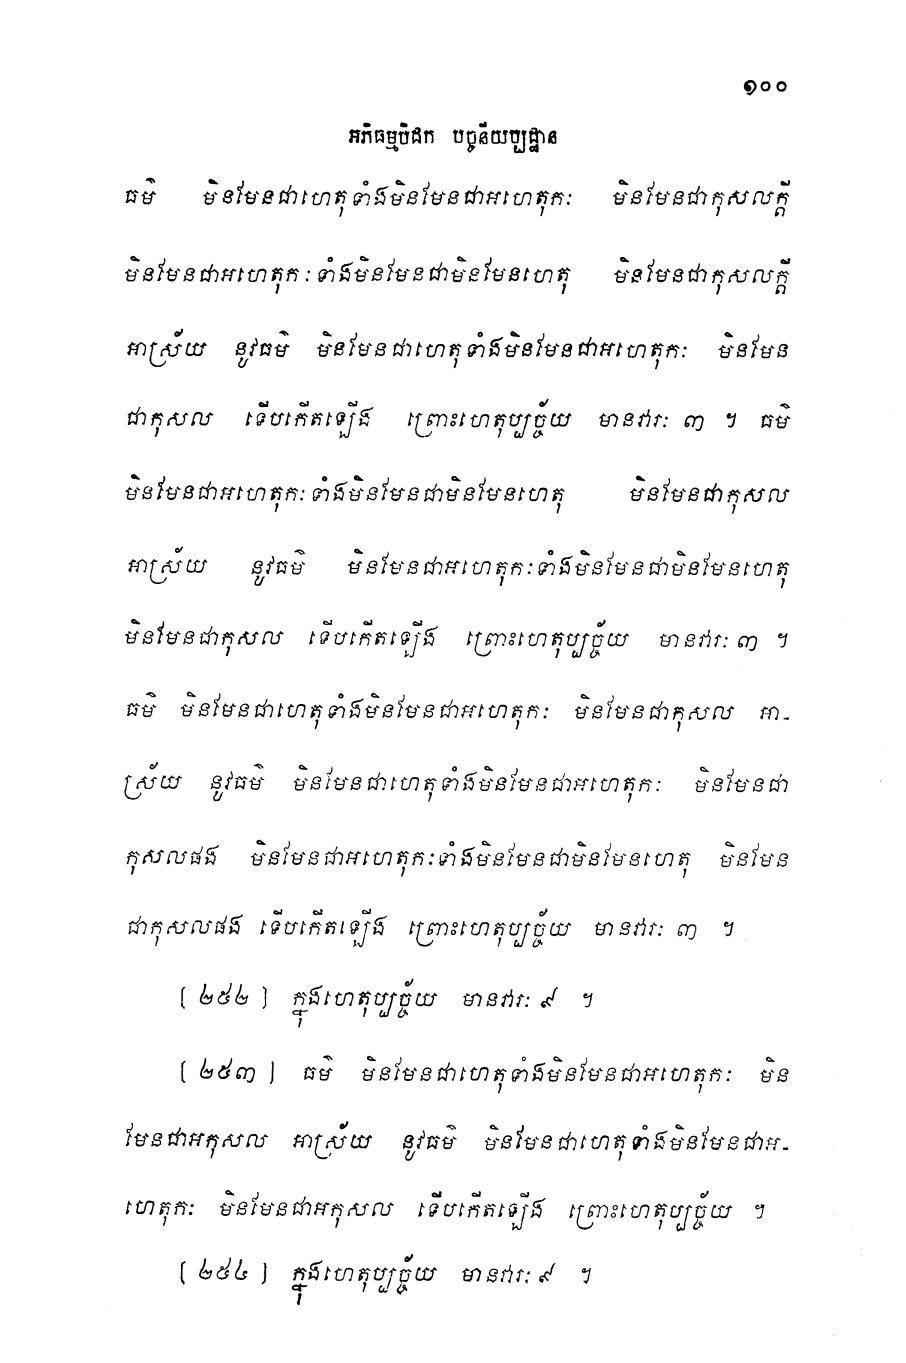 ១០០
អភិធម្មបិដក បច្ចនីយប្បដ្ឋាន
ធម៌ មិនមែនជាហេតុទាំងមិនមែនជាអហេតុកៈ មិនមែនជាកុសលក្តី
មិនមែនជាអហេតុកៈទាំងមិនមែនជាមិនមែនហេតុ មិនមែនជាកុសលក្តី
អាស្រ័យ នូវធម៌ មិនមែនជាហេតុទាំងមិនមែនជាអហេតុកៈ មិនមែន
ជាកុសល ទើបកើតឡើង ព្រោះហេតុប្បច្ច័យ មានវារៈ ៣ ។ ធម៌
មិនមែនជាអហេតុកៈទាំងមិនមែនជាមិនមែនហេតុ មិនមែនជាកុសល
អាស្រ័យ នូវធម៌ មិនមែនជាអហេតុកៈទាំងមិនមែនជាមិនមែនហេតុ
មិនមែនជាកុសល ទើបកើតឡើង ព្រោះហេតុប្បច្ច័យ មានវារៈ ៣ ។
ធម៌ មិនមែនជាហេតុទាំងមិនមែនជាអហេតុកៈ មិនមែនជាកុសល អា-
ស្រ័យ នូវធម៌ មិនមែនជាហេតុទាំងមិនមែនជាអហេតុកៈ មិនមែនជា
កុសលផង មិនមែនជាអហេតុកៈទាំងមិនមែនជាមិនមែនហេតុ មិនមែន
ជាកុសលផង ទើបកើតឡើង ព្រោះហេតុប្បច្ច័យ មានវារៈ ៣ ។
[ ២៥២ ] ក្នុងហេតុប្បច្ច័យ មានវារៈ ៩ ។
[ ២៥៣ ] ធម៌ មិនមែនជាហេតុទាំងមិនមែនជាអហេតុកៈ មិន
មែនជាអកុសល អាស្រ័យ នូវធម៌ មិនមែនជាហេតុទាំងមិនមែនជាអ-
ហេតុកៈ មិនមែនជាអកុសល ទើបកើតឡើង ព្រោះហេតុប្បច្ច័យ ។
[ ២៥៤ ] ក្នុងហេតុប្បច្ច័យ មានវារៈ ៩ ។